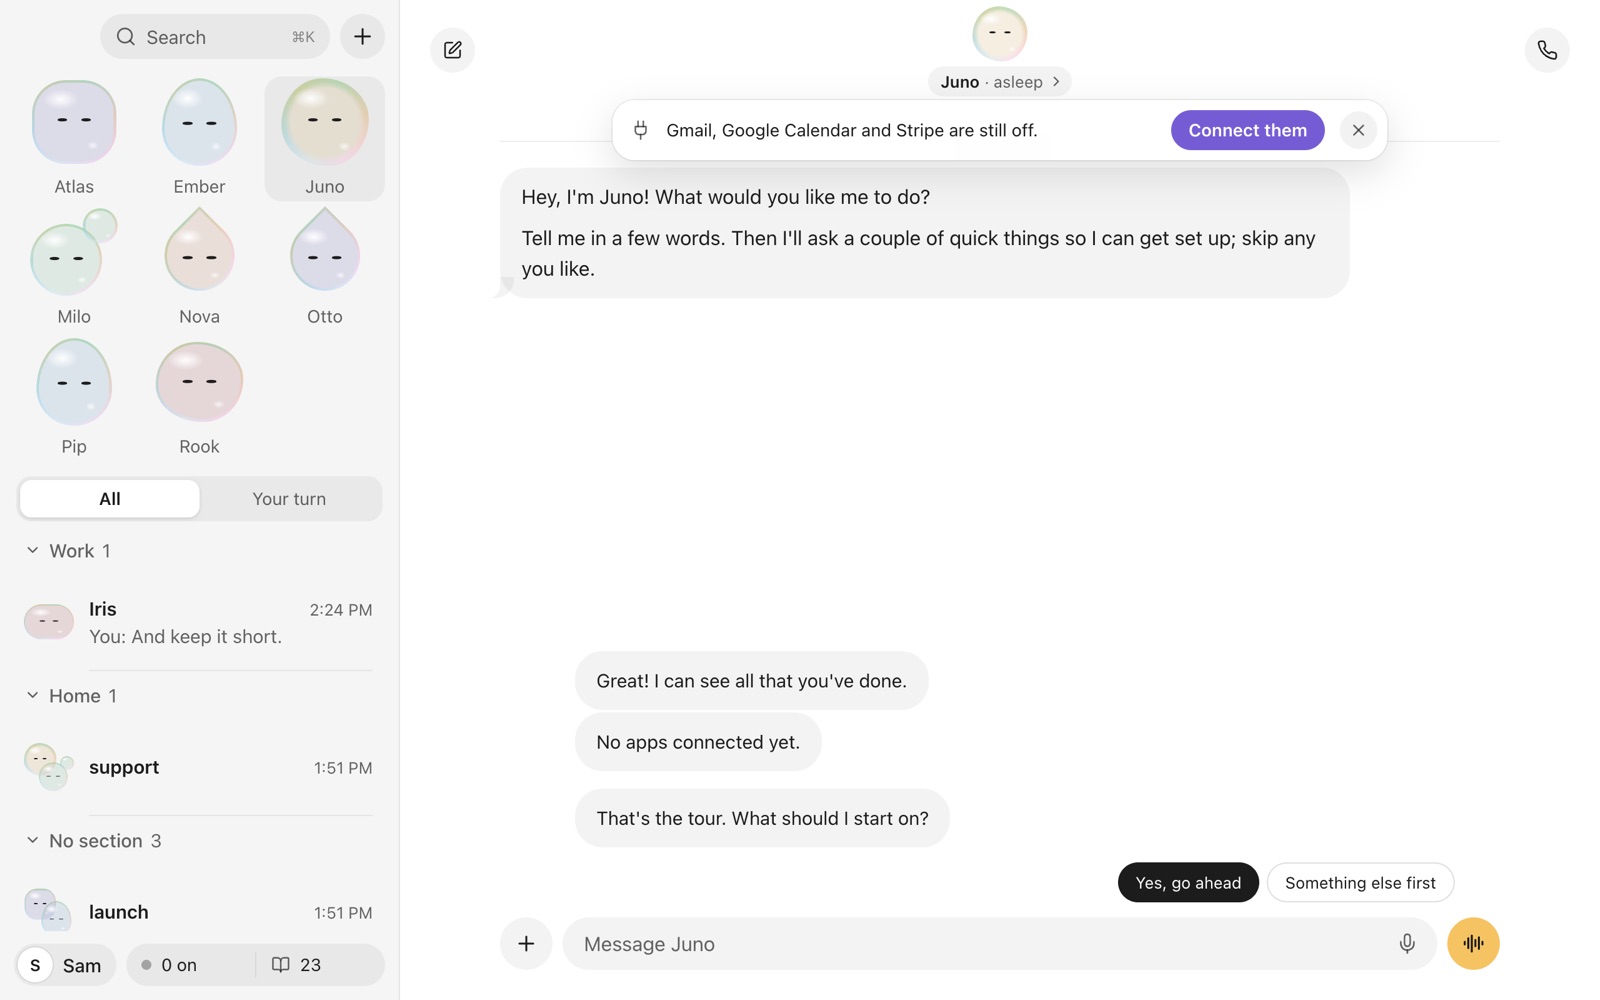 Search ⌘K
Atlas
Ember
Juno
Milo
Nova
Otto
Pip
Rook
All
Your turn
Work 1
Iris
2:24 PM
You: And keep it short.
Home 1
support
1:51 PM
No section 3
launch
1:51 PM
S
Sam
0 on
23
Juno · asleep
Gmail, Google Calendar and Stripe are still off.
Connect them
Hey, I'm Juno! What would you like me to do?
Tell me in a few words. Then I'll ask a couple of quick things so I can get set up; skip any
you like.
Great! I can see all that you've done.
No apps connected yet.
That's the tour. What should I start on?
Yes, go ahead
Something else first
Message Juno